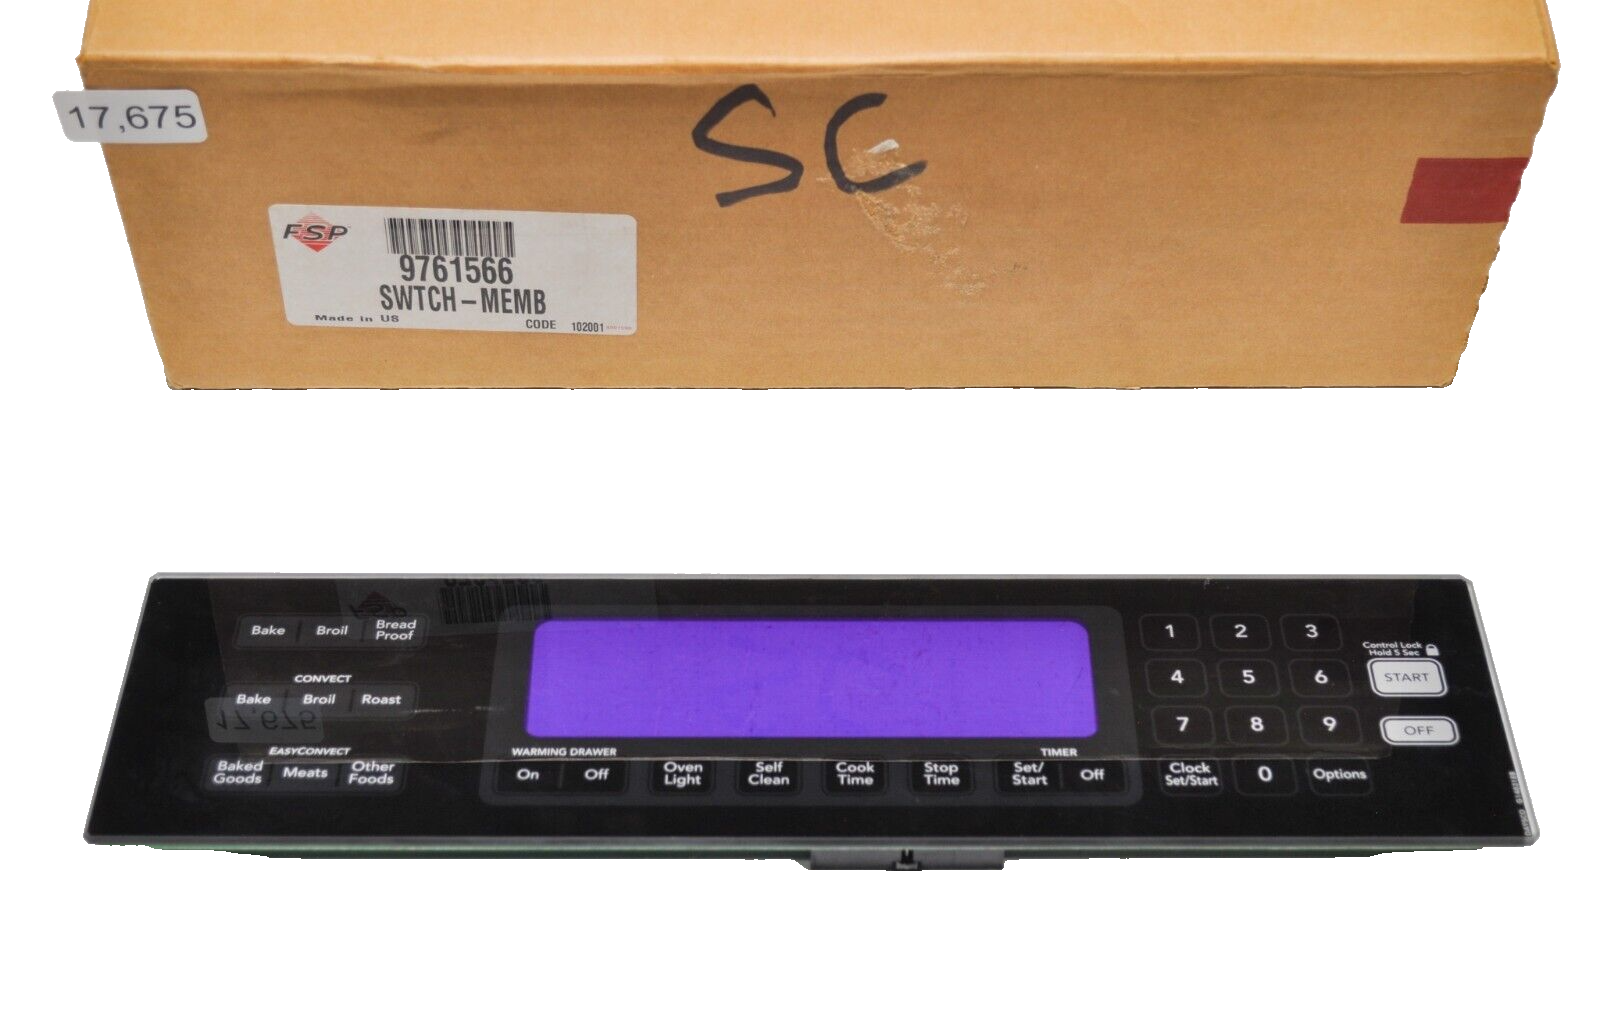 SC
17,675
FSP
9761566
SWTCH-MEMB
Made in US
CODE 102001
Bake Broil Bread Proof
CONVECT
Bake Broil Roast
EASYCONVECT
Baked Goods Meats Other Foods
WARMING DRAWER
On Off
Oven Light
Self Clean
Cook Time
Stop Time
TIMER
Set/Start Off
1 2 3
4 5 6
7 8 9
Clock Set/Start 0 Options
Control Lock
Hold 5 Sec
START
OFF
17,675